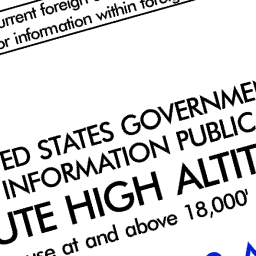 urrent foreign
or information within foreig
ED STATES GOVERNME
INFORMATION PUBLIC
UTE HIGH ALTIT
use at and above 18,000'